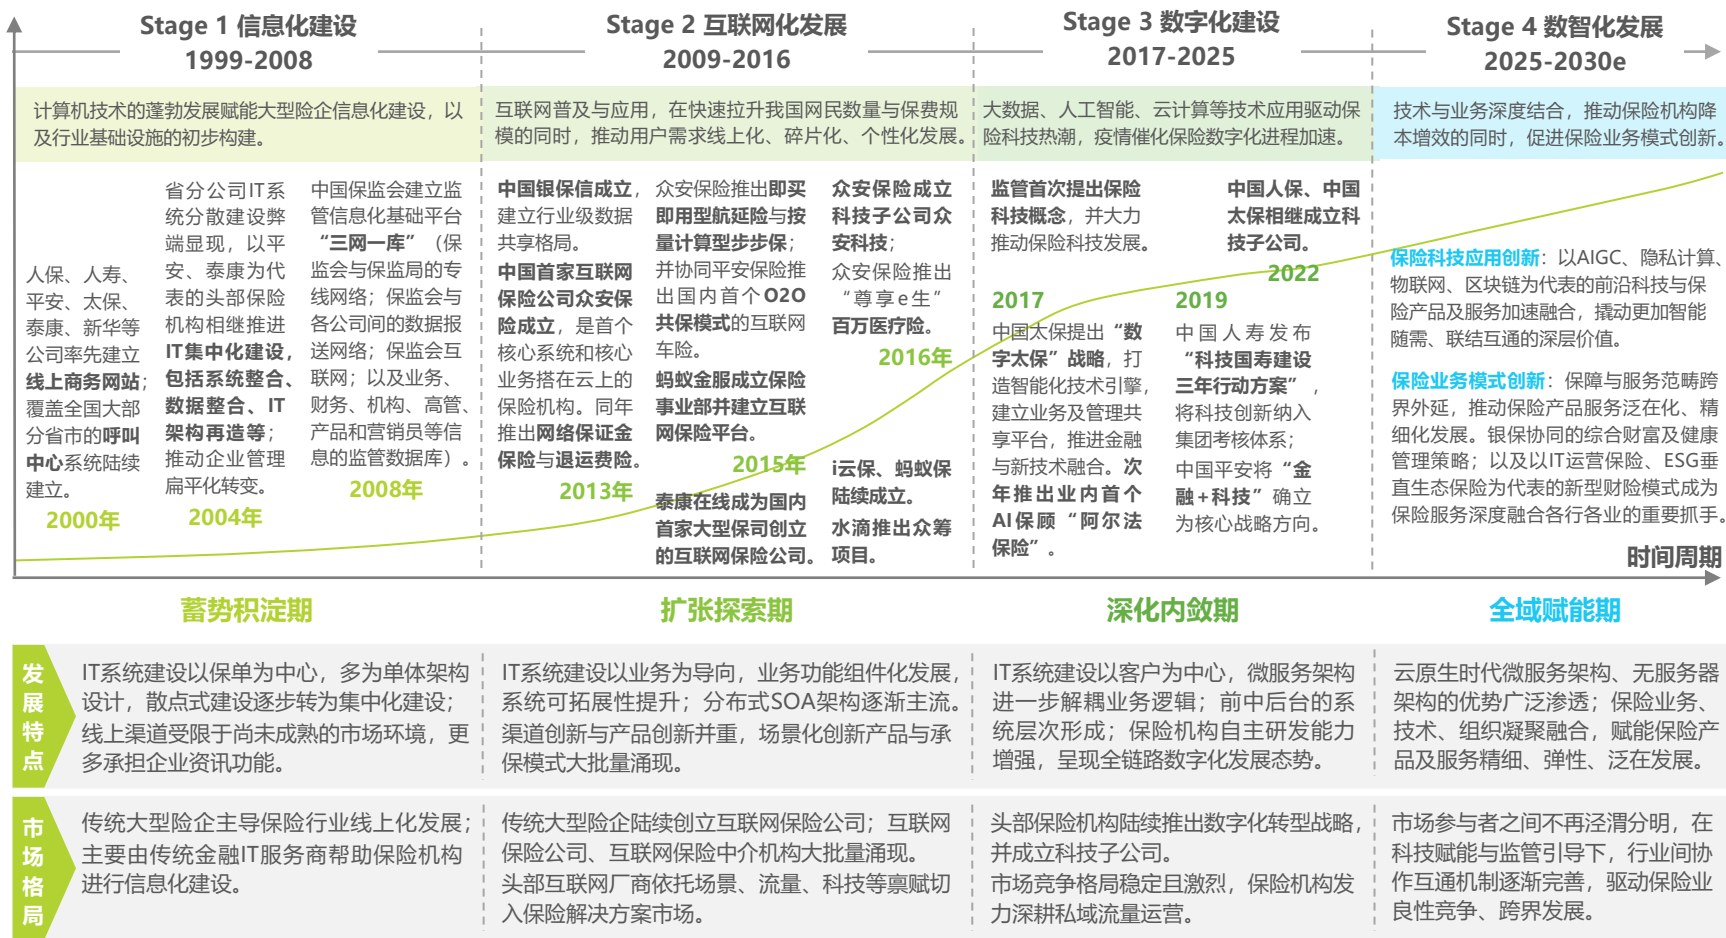 Stage 1 信息化建设
1999-2008
Stage 2 互联网化发展
2009-2016
Stage 3 数字化建设
2017-2025
Stage 4 数智化发展
2025-2030e
计算机技术的蓬勃发展赋能大型险企信息化建设，以
及行业基础设施的初步构建。
互联网普及与应用，在快速拉升我国网民数量与保费规
模的同时，推动用户需求线上化、碎片化、个性化发展。
大数据、人工智能、云计算等技术应用驱动保
险科技热潮，疫情催化保险数字化进程加速。
技术与业务深度结合，推动保险机构降
本增效的同时，促进保险业务模式创新。
人保、人寿、
平安、太保、
泰康、新华等
公司率先建立
线上商务网站；
覆盖全国大部
分省市的呼叫
中心系统陆续
建立。
2000年
省分公司IT系
统分散建设弊
端显现，以平
安、泰康为代
表的头部保险
机构相继推进
IT集中化建设，
包括系统整合、
数据整合、IT
架构再造等；
推动企业管理
扁平化转变。
2004年
中国保监会建立监
管信息化基础平台
“三网一库”（保
监会与保监局的专
线网络；保监会与
各公司间的数据报
送网络；保监会互
联网；以及业务、
财务、机构、高管、
产品和营销员等信
息的监管数据库）。
2008年
中国银保信成立，
建立行业级数据
共享格局。
中国首家互联网
保险公司众安保
险成立，是首个
核心系统和核心
业务搭在云上的
保险机构。同年
推出网络保证金
保险与退运费险。
2013年
众安保险推出即买
即用型航延险与按
量计算型步步保；
并协同平安保险推
出国内首个O2O
共保模式的互联网
车险。
蚂蚁金服成立保险
事业部并建立互联
网保险平台。
2015年
泰康在线成为国内
首家大型保司创立
的互联网保险公司。
众安保险成立
科技子公司众
安科技；
众安保险推出
“尊享e生”
百万医疗险。
2016年
i云保、蚂蚁保
陆续成立。
水滴推出众筹
项目。
监管首次提出保险
科技概念，并大力
推动保险科技发展。
2017
中国太保提出“数
字太保”战略，打
造智能化技术引擎，
建立业务及管理共
享平台，推进金融
与新技术融合。次
年推出业内首个
AI保顾“阿尔法
保险”。
2019
中国人寿发布
“科技国寿建设
三年行动方案”，
将科技创新纳入
集团考核体系；
中国平安将“金
融+科技”确立
为核心战略方向。
中国人保、中国
太保相继成立科
技子公司。
2022
保险科技应用创新：以AIGC、隐私计算、
物联网、区块链为代表的前沿科技与保
险产品及服务加速融合，撬动更加智能
随需、联结互通的深层价值。
保险业务模式创新：保障与服务范畴跨
界外延，推动保险产品服务泛在化、精
细化发展。银保协同的综合财富及健康
管理策略；以及以IT运营保险、ESG垂
直生态保险为代表的新型财险模式成为
保险服务深度融合各行各业的重要抓手。
时间周期
蓄势积淀期
扩张探索期
深化内敛期
全域赋能期
发展特点
IT系统建设以保单为中心，多为单体架构
设计，散点式建设逐步转为集中化建设；
线上渠道受限于尚未成熟的市场环境，更
多承担企业资讯功能。
IT系统建设以业务为导向，业务功能组件化发展，
系统可拓展性提升；分布式SOA架构逐渐主流。
渠道创新与产品创新并重，场景化创新产品与承
保模式大批量涌现。
IT系统建设以客户为中心，微服务架构
进一步解耦业务逻辑；前中后台的系
统层次形成；保险机构自主研发能力
增强，呈现全链路数字化发展态势。
云原生时代微服务架构、无服务器
架构的优势广泛渗透；保险业务、
技术、组织凝聚融合，赋能保险产
品及服务精细、弹性、泛在发展。
市场格局
传统大型险企主导保险行业线上化发展；
主要由传统金融IT服务商帮助保险机构
进行信息化建设。
传统大型险企陆续创立互联网保险公司；互联网
保险公司、互联网保险中介机构大批量涌现。
头部互联网厂商依托场景、流量、科技等禀赋切
入保险解决方案市场。
头部保险机构陆续推出数字化转型战略，
并成立科技子公司。
市场竞争格局稳定且激烈，保险机构发
力深耕私域流量运营。
市场参与者之间不再泾渭分明，在
科技赋能与监管引导下，行业间协
作互通机制逐渐完善，驱动保险业
良性竞争、跨界发展。